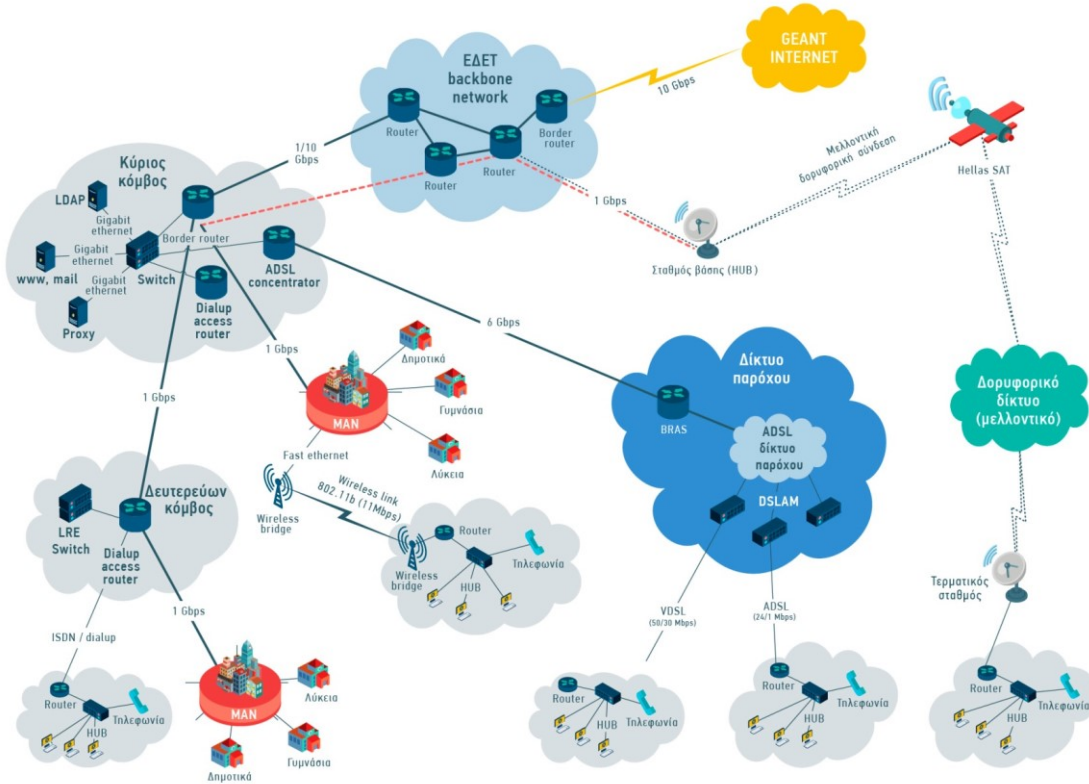 GEANT
INTERNET
ΕΔΕΤ
backbone
network
10 Gbps
Router
Border
router
Router
Router
1/10
Gbps
Μελλοντική
δορυφορική σύνδεση
Hellas SAT
1 Gbps
Σταθμός βάσης (HUB)
Κύριος
κόμβος
LDAP
Gigabit
ethernet
Border router
Gigabit
ethernet
www, mail
Switch
ADSL
concentrator
Gigabit
ethernet
Proxy
Dialup
access
router
6 Gbps
1 Gbps
1 Gbps
Δημοτικά
Γυμνάσια
Λύκεια
MAN
Fast ethernet
Wireless
bridge
Wireless link
802.11b (11Mbps)
Router
Wireless
bridge
HUB
Τηλεφωνία
Δίκτυο
παρόχου
BRAS
ADSL
δίκτυο
παρόχου
DSLAM
Δορυφορικό
δίκτυο
(μελλοντικό)
Τερματικός
σταθμός
Δευτερεύων
κόμβος
LRE
Switch
Dialup
access
router
1 Gbps
ISDN / dialup
VDSL
(50/30 Mbps)
ADSL
(24/1 Mbps)
Router
HUB
Τηλεφωνία
MAN
Λύκεια
Γυμνάσια
Δημοτικά
Router
HUB
Τηλεφωνία
Router
HUB
Τηλεφωνία
Router
HUB
Τηλεφωνία